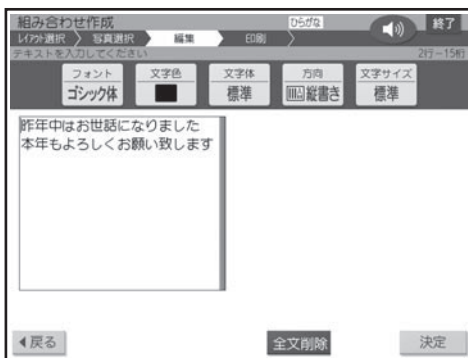 組み合わせ作成
ひらがな
終了
レイアウト選択
写真選択
編集
印刷
テキストを入力してください
2行-15桁
フォント
ゴシック体
文字色
文字体
標準
方向
縦書き
文字サイズ
標準
昨年中はお世話になりました
本年もよろしくお願い致します
戻る
全文削除
決定